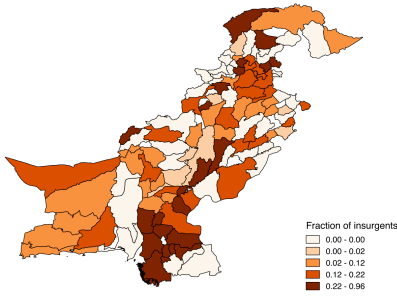 Fraction of insurgents
0.00 - 0.00
0.00 - 0.02
0.02 - 0.12
0.12 - 0.22
0.22 - 0.96